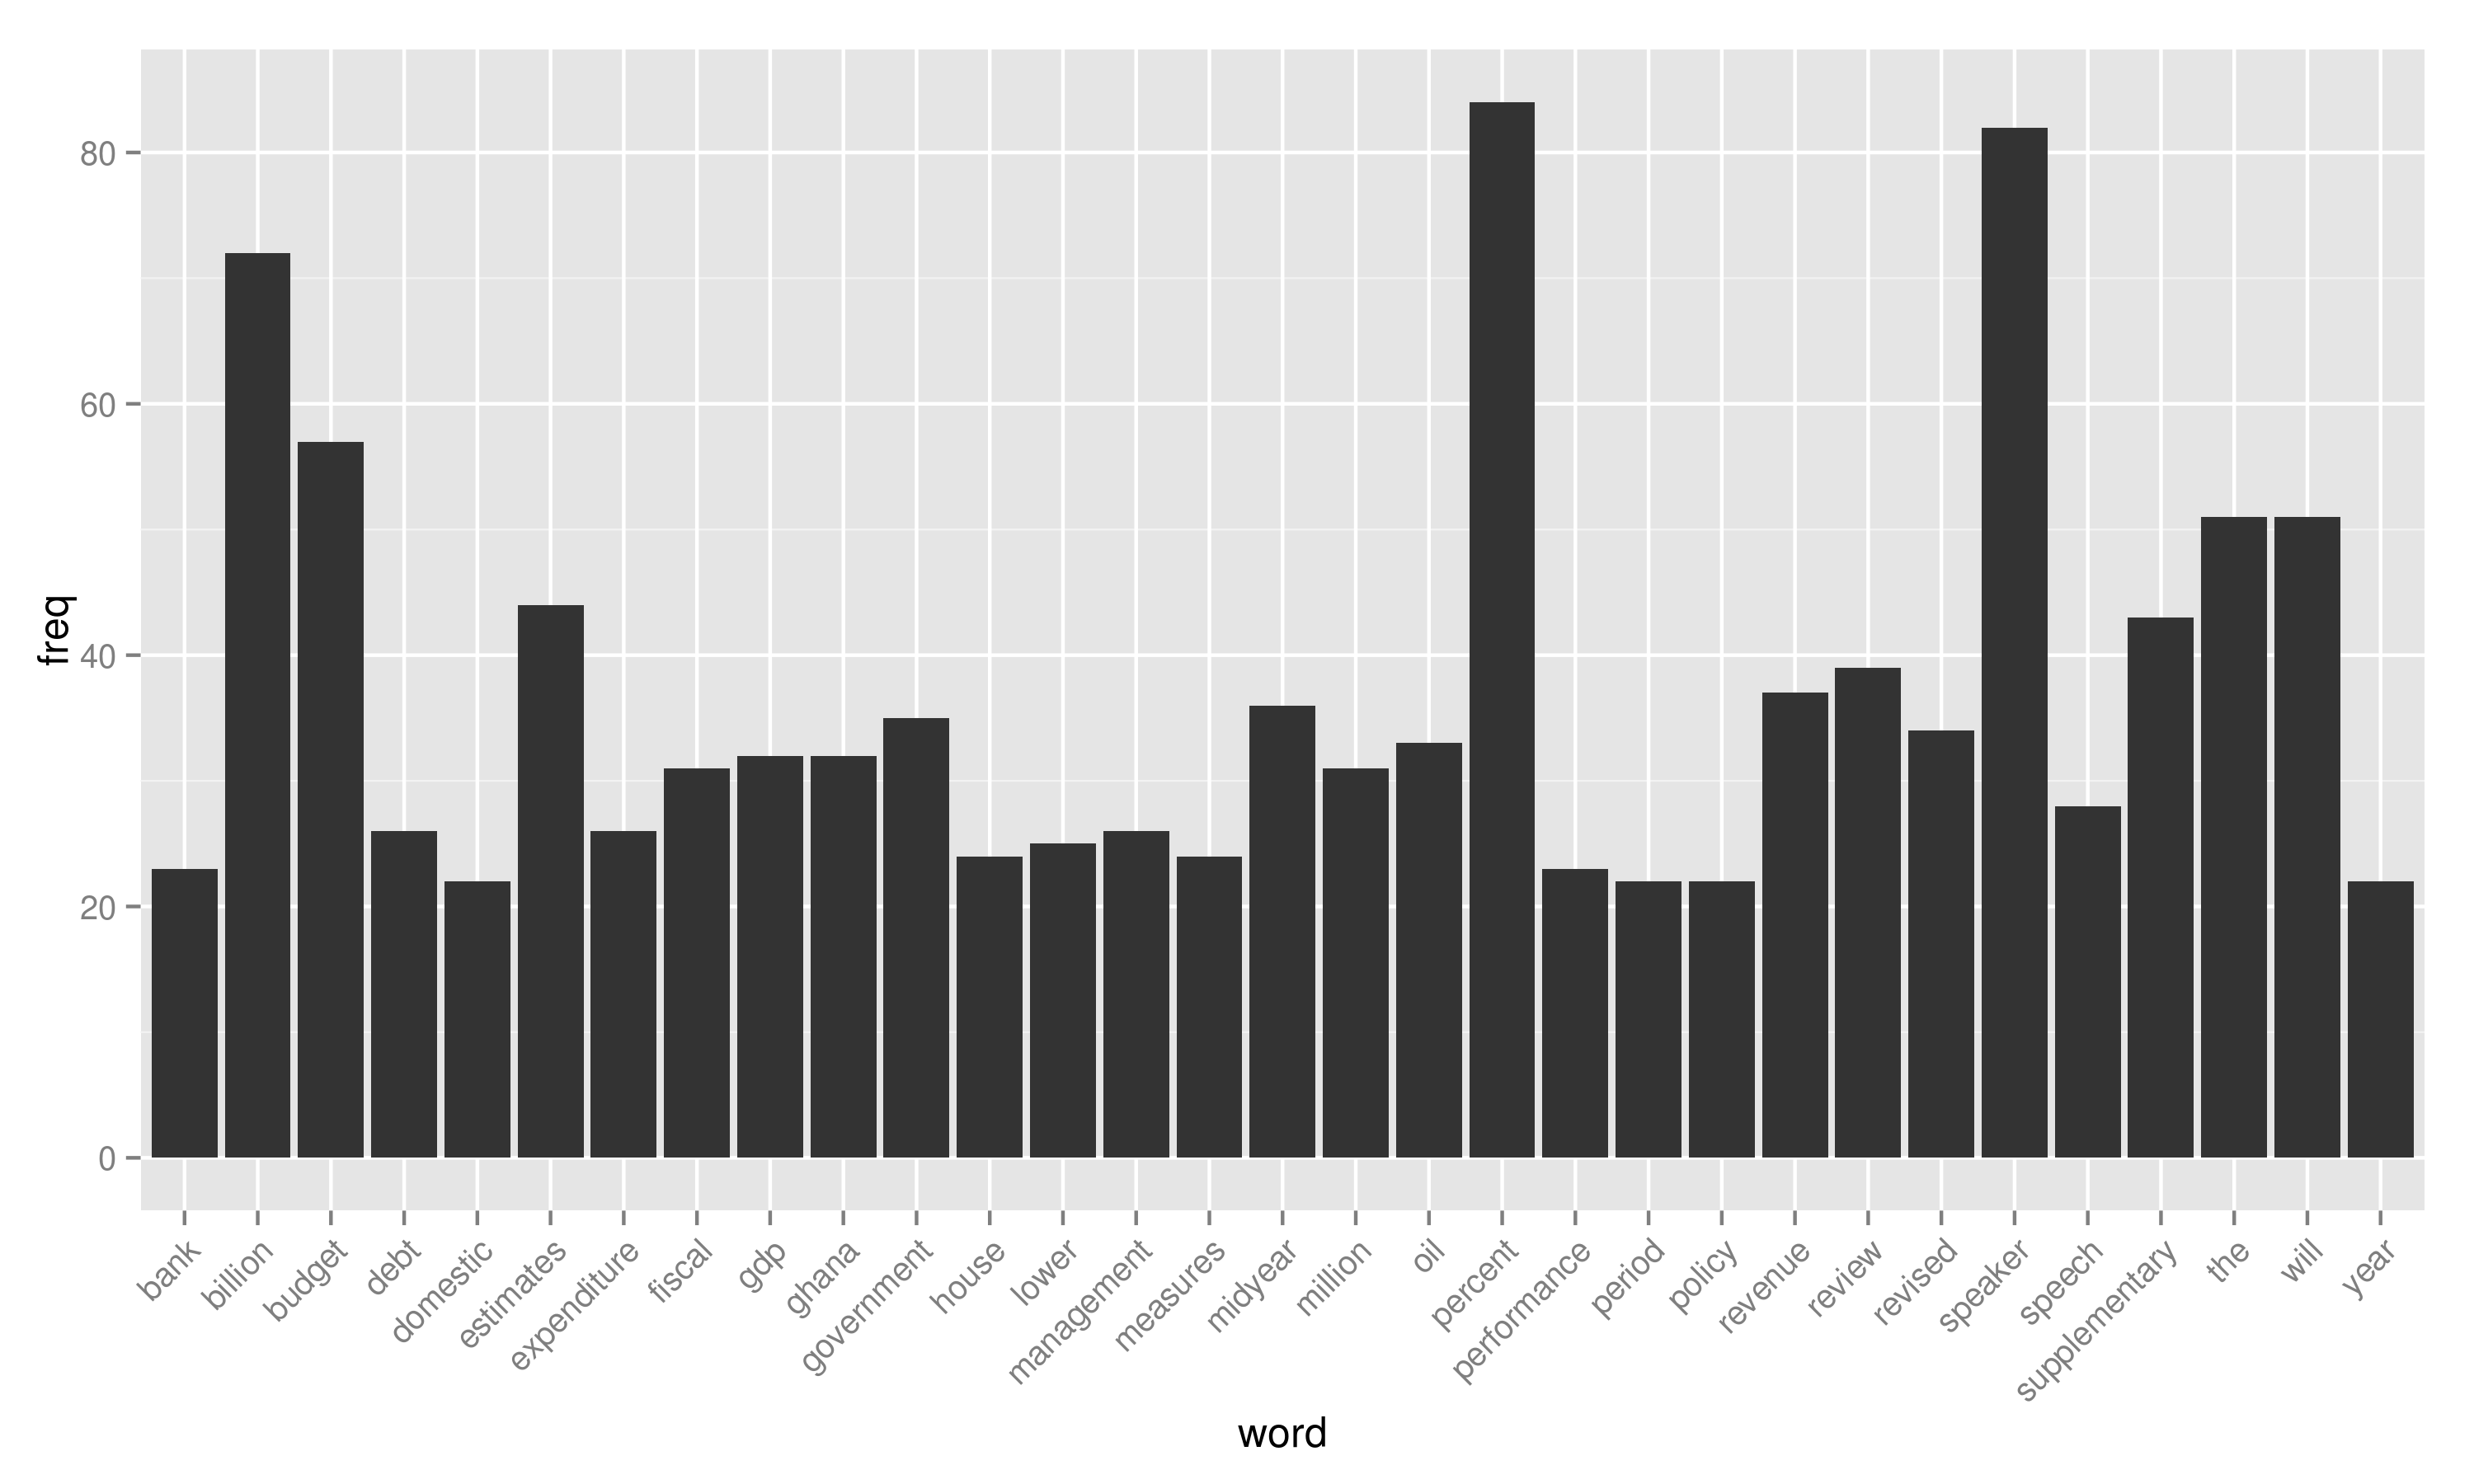 freq
80
60
40
20
0
bank
billion
budget
debt
domestic
estimates
expenditure
fiscal
gdp
ghana
government
house
lower
management
measures
midyear
million
oil
percent
performance
period
policy
revenue
review
revised
speaker
speech
supplementary
the
will
year
word